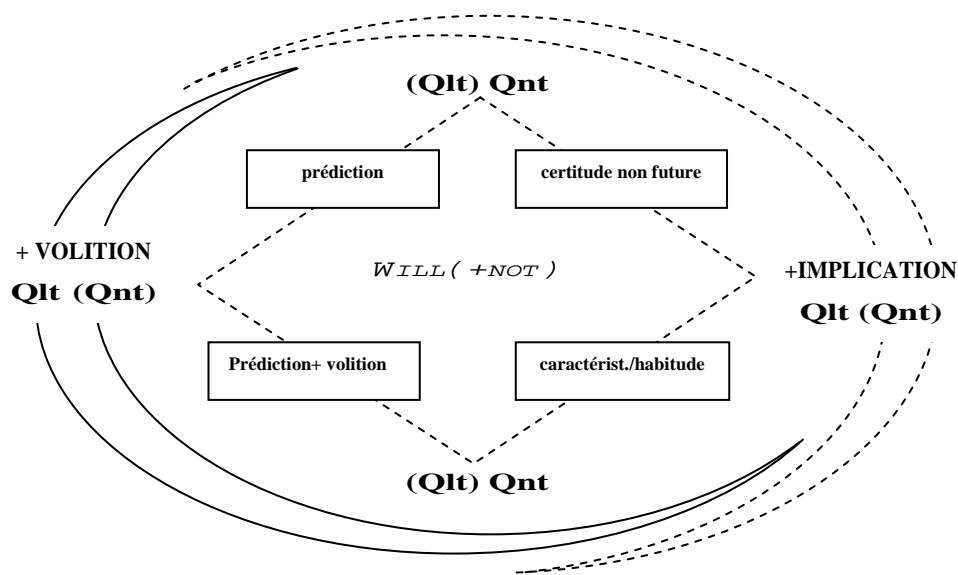 (Qlt) Qnt
prédiction
certitude non future
+ VOLITION
Qlt (Qnt)
WILL( +NOT )
+IMPLICATION
Qlt (Qnt)
Prédiction+ volition
caractérist./habitude
(Qlt) Qnt